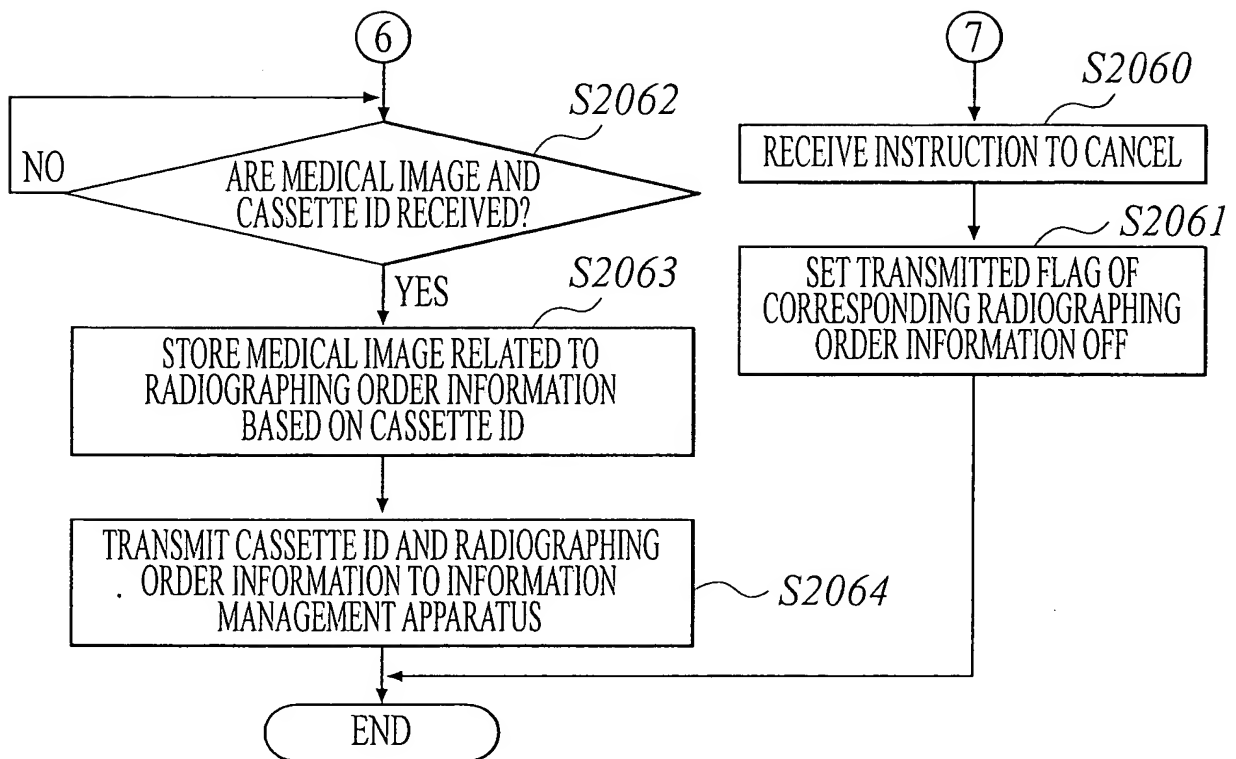 6
S2062
NO
ARE MEDICAL IMAGE AND
CASSETTE ID RECEIVED?
YES
S2063
STORE MEDICAL IMAGE RELATED TO
RADIOGRAPHING ORDER INFORMATION
BASED ON CASSETTE ID
TRANSMIT CASSETTE ID AND RADIOGRAPHING
ORDER INFORMATION TO INFORMATION
MANAGEMENT APPARATUS
S2064
END
7
S2060
RECEIVE INSTRUCTION TO CANCEL
S2061
SET TRANSMITTED FLAG OF
CORRESPONDING RADIOGRAPHING
ORDER INFORMATION OFF